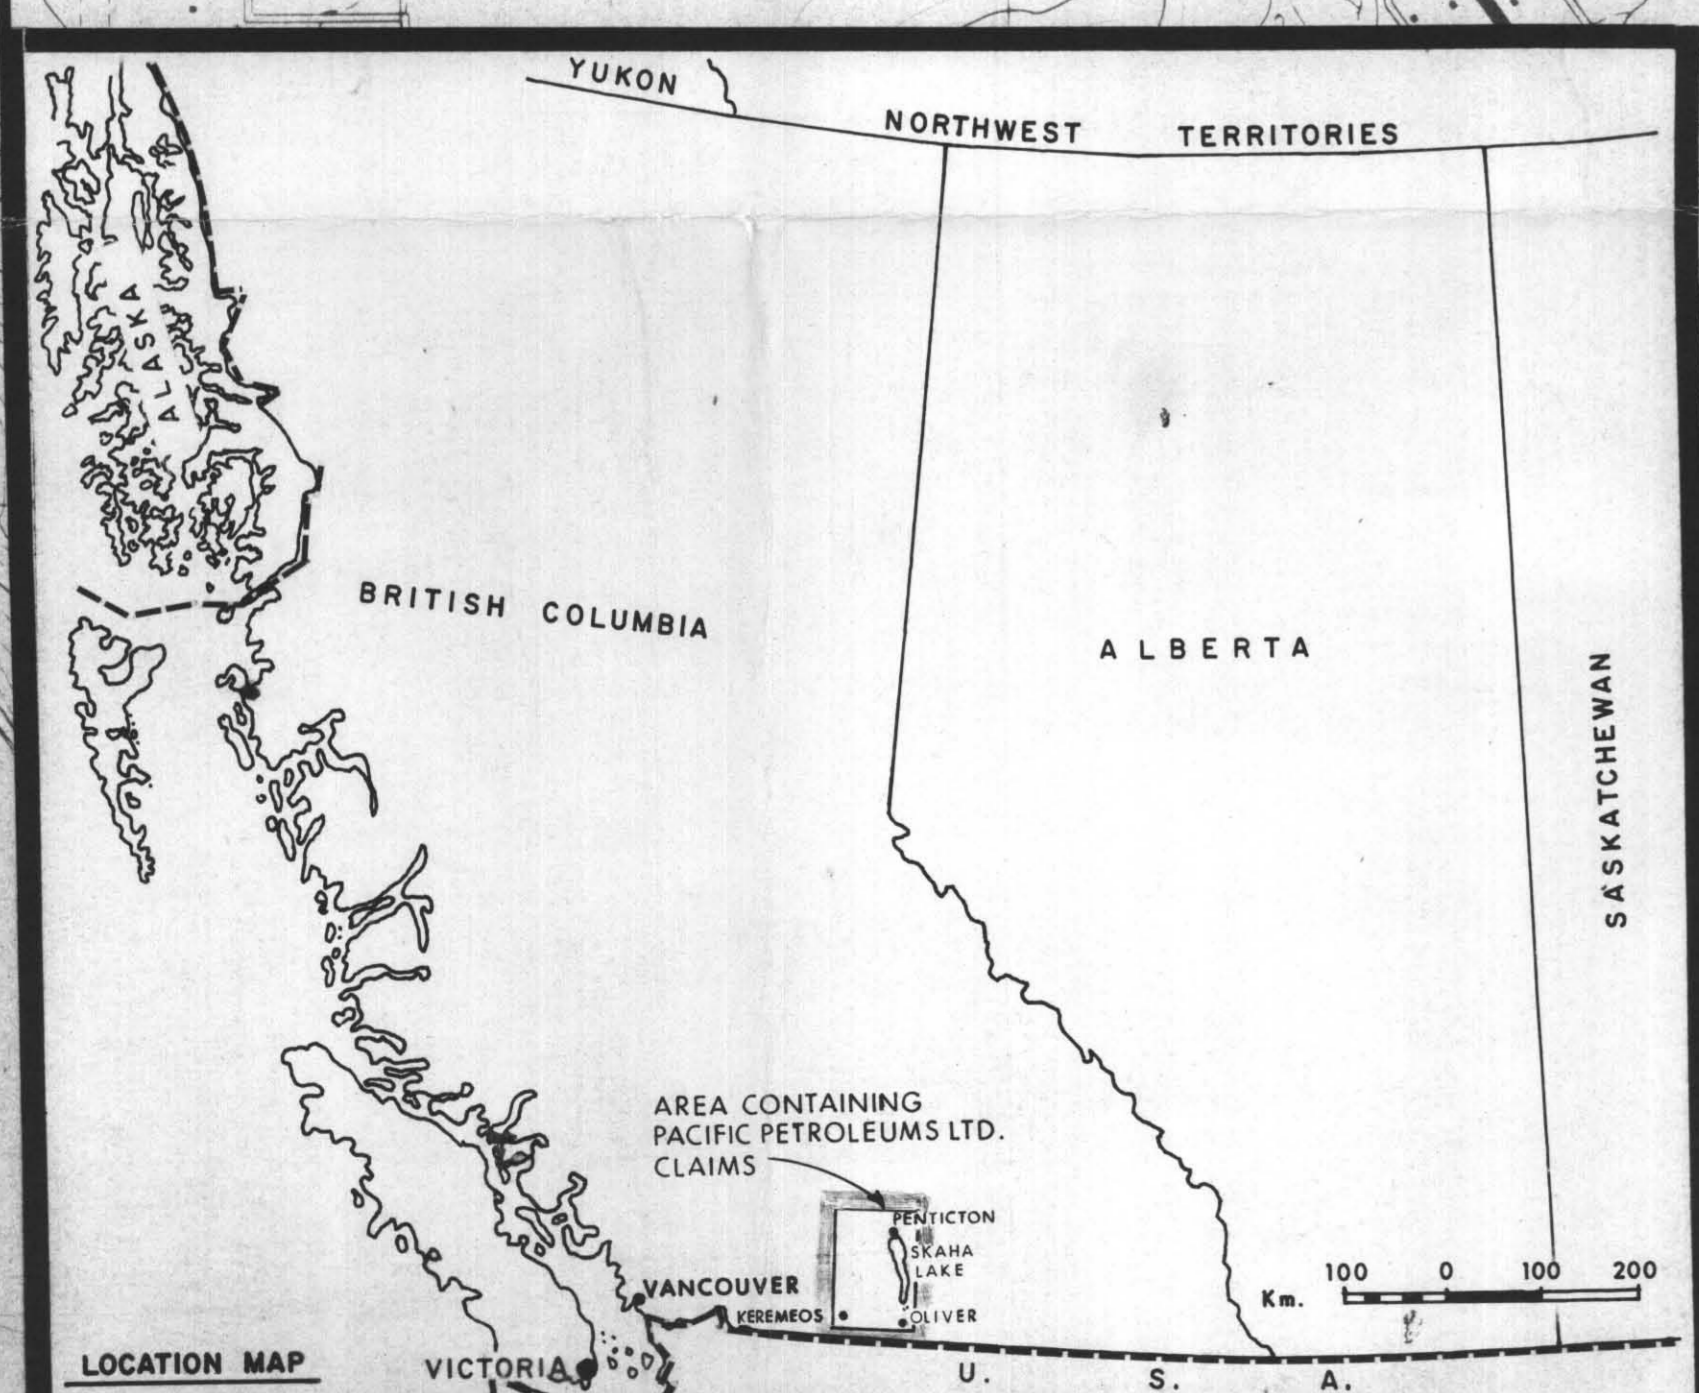 YUKON
NORTHWEST TERRITORIES
ALASKA
BRITISH COLUMBIA
ALBERTA
SASKATCHEWAN
AREA CONTAINING
PACIFIC PETROLEUMS LTD.
CLAIMS
PENTICTON
SKAHA
LAKE
VANCOUVER
KEREMEOS
OLIVER
100 0 100 200
Km.
LOCATION MAP
VICTORIA
U. S. A.